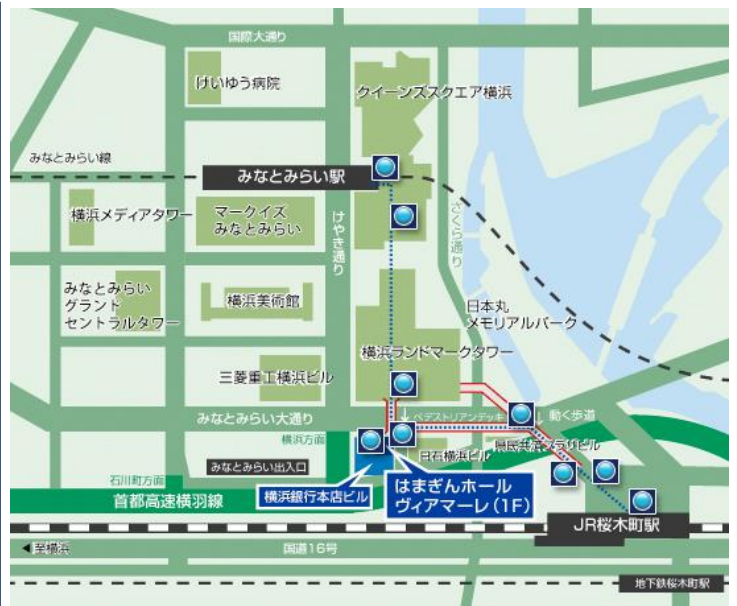 国際大通り
けいゆう病院
クイーンズスクエア横浜
みなとみらい線
みなとみらい駅
横浜メディアタワー
マークイズ
みなとみらい
けやき通り
さくら通り
みなとみらい
グランド
セントラルタワー
横浜美術館
日本丸
メモリアルパーク
三菱重工横浜ビル
横浜ランドマークタワー
みなとみらい大通り
ペデストリアンデッキ
動く歩道
横浜方面
日石横浜ビル
県民共済プラザビル
みなとみらい出入口
石川町方面
首都高速横羽線
横浜銀行本店ビル
はまぎんホール
ヴィアマーレ(1F)
JR桜木町駅
至横浜
国道16号
地下鉄桜木町駅